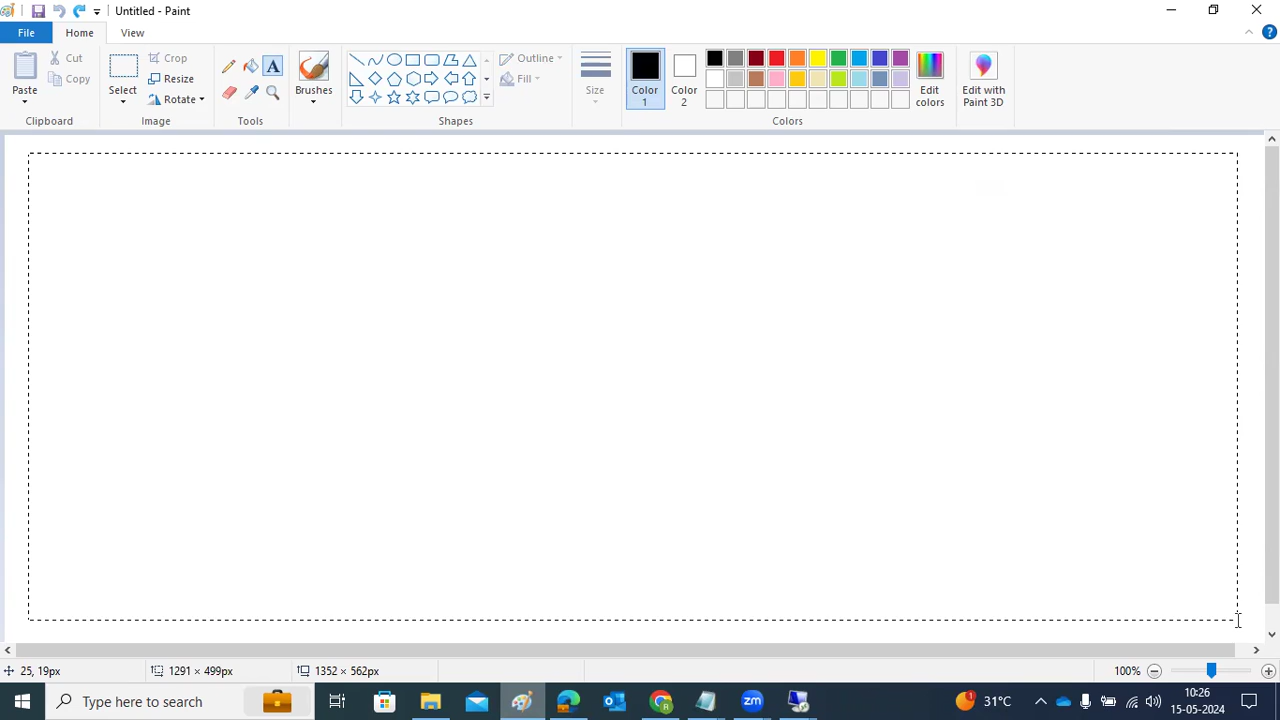 Untitled - Paint
File
Home
View
Paste
Cut
Copy
Clipboard
Select
Crop
Resize
Rotate
Image
A
Tools
Brushes
Shapes
Outline
Fill
Size
Color 1
Color 2
Colors
Edit colors
Edit with Paint 3D
25, 19px
1291 × 499px
1352 × 562px
100%
Type here to search
zm
1
31°C
10:26
15-05-2024